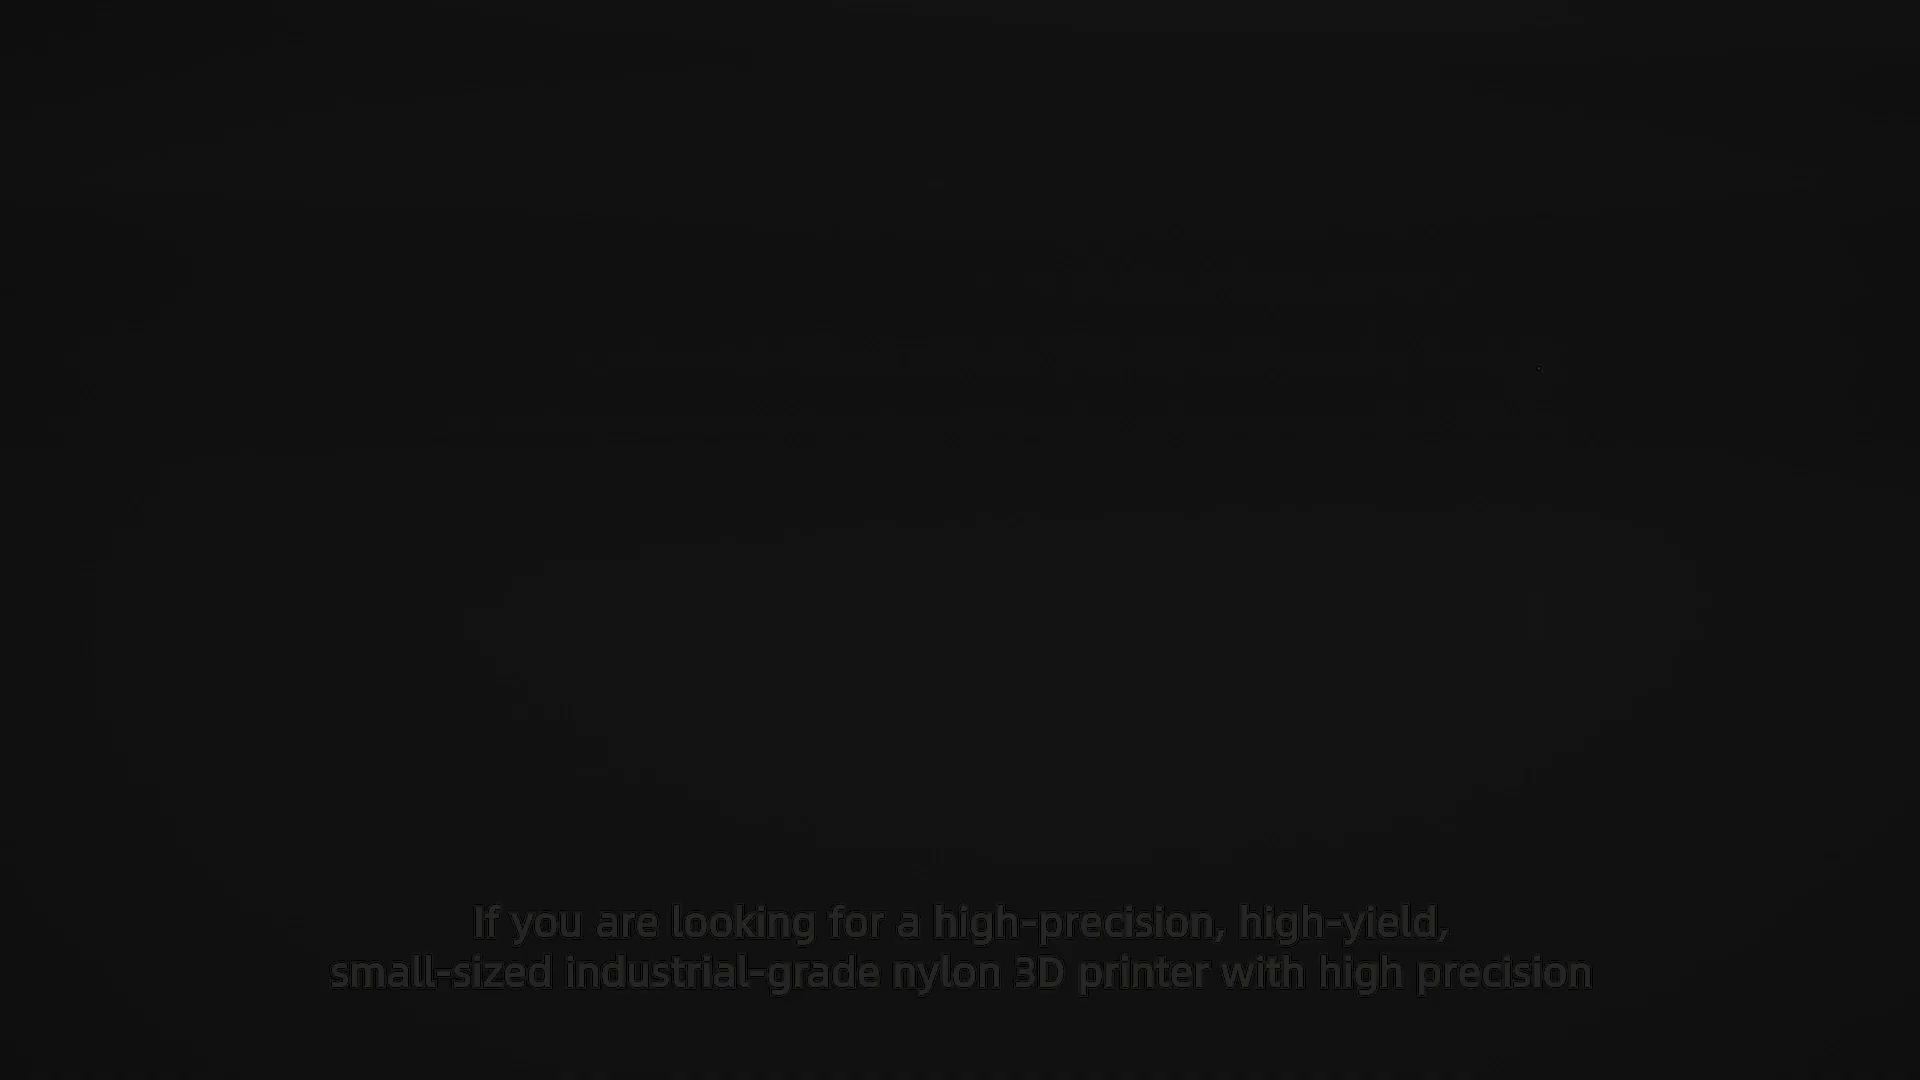 If you are looking for a high-precision, high-yield,
small-sized industrial-grade nylon 3D printer with high precision